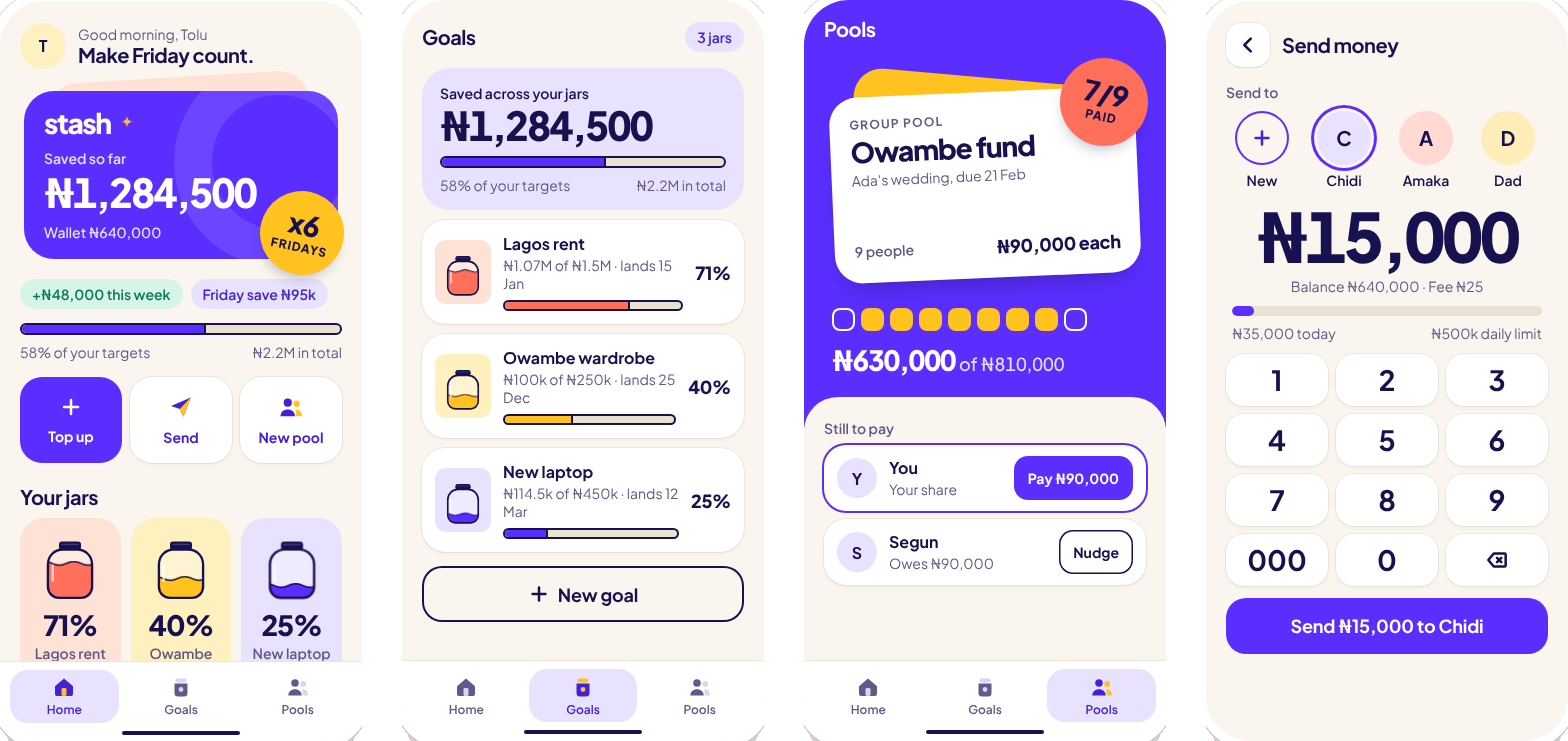 T
Good morning, Tolu
Make Friday count.
stash
Saved so far
₦1,284,500
Wallet ₦640,000
x6
FRIDAYS
+₦48,000 this week
Friday save ₦95k
58% of your targets
₦2.2M in total
Top up
Send
New pool
Your jars
71%
40%
25%
Lagos rent
Owambe
New laptop
Home
Goals
Pools
Goals
3 jars
Saved across your jars
₦1,284,500
58% of your targets
₦2.2M in total
Lagos rent
₦1.07M of ₦1.5M · lands 15
Jan
71%
Owambe wardrobe
₦100k of ₦250k · lands 25
Dec
40%
New laptop
₦114.5k of ₦450k · lands 12
Mar
25%
New goal
Home
Goals
Pools
Pools
7/9
PAID
GROUP POOL
Owambe fund
Ada's wedding, due 21 Feb
9 people
₦90,000 each
₦630,000 of ₦810,000
Still to pay
Y
You
Your share
Pay ₦90,000
S
Segun
Owes ₦90,000
Nudge
Home
Goals
Pools
Send money
Send to
C
A
D
New
Chidi
Amaka
Dad
₦15,000
Balance ₦640,000 · Fee ₦25
₦35,000 today
₦500k daily limit
1
2
3
4
5
6
7
8
9
000
0
Send ₦15,000 to Chidi